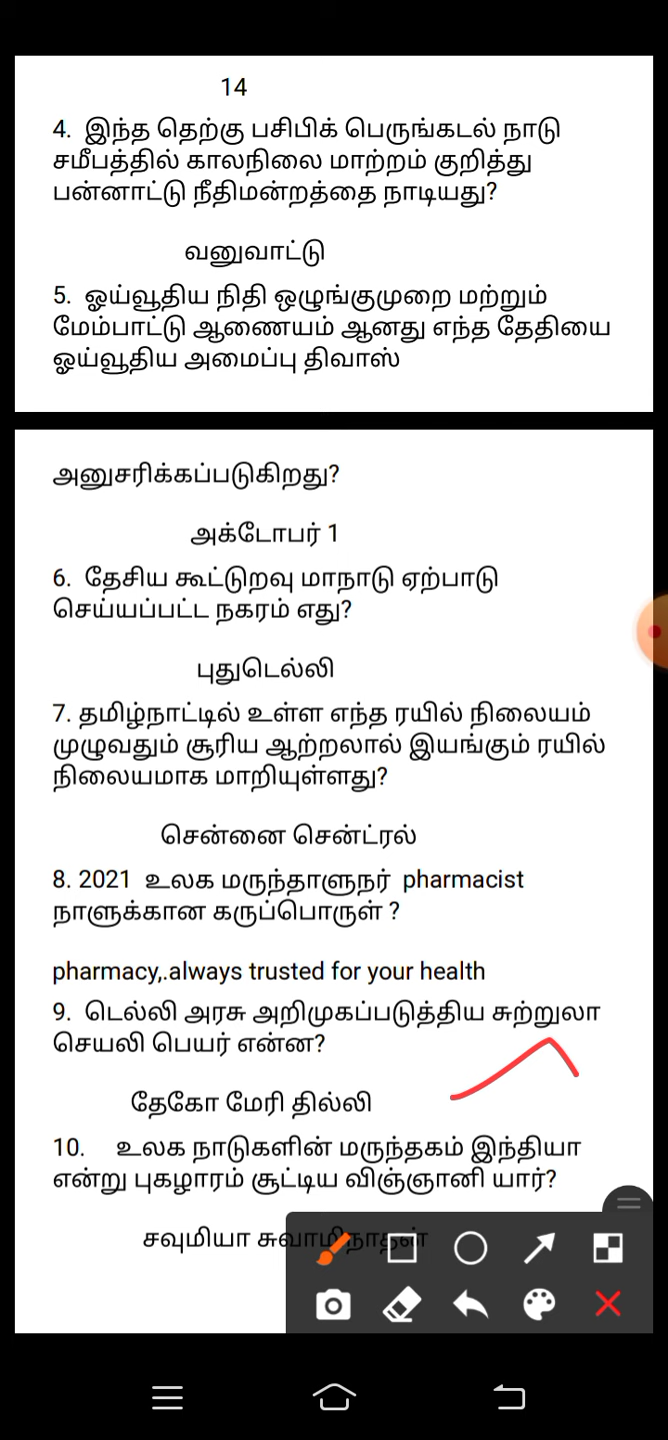 14
4. இந்த தெற்கு பசிபிக் பெருங்கடல் நாடு
சமீபத்தில் காலநிலை மாற்றம் குறித்து
பன்னாட்டு நீதிமன்றத்தை நாடியது?
வனுவாட்டு
5. ஓய்வூதிய நிதி ஒழுங்குமுறை மற்றும்
மேம்பாட்டு ஆணையம் ஆனது எந்த தேதியை
ஓய்வூதிய அமைப்பு திவாஸ்
அனுசரிக்கப்படுகிறது?
அக்டோபர் 1
6. தேசிய கூட்டுறவு மாநாடு ஏற்பாடு
செய்யப்பட்ட நகரம் எது?
புதுடெல்லி
7. தமிழ்நாட்டில் உள்ள எந்த ரயில் நிலையம்
முழுவதும் சூரிய ஆற்றலால் இயங்கும் ரயில்
நிலையமாக மாறியுள்ளது?
சென்னை சென்ட்ரல்
8. 2021 உலக மருந்தாளுநர் pharmacist
நாளுக்கான கருப்பொருள் ?
pharmacy,.always trusted for your health
9. டெல்லி அரசு அறிமுகப்படுத்திய சுற்றுலா
செயலி பெயர் என்ன?
தேகோ மேரி தில்லி
10. உலக நாடுகளின் மருந்தகம் இந்தியா
என்று புகழாரம் சூட்டிய விஞ்ஞானி யார்?
சவுமியா சுவாமிநாதன்